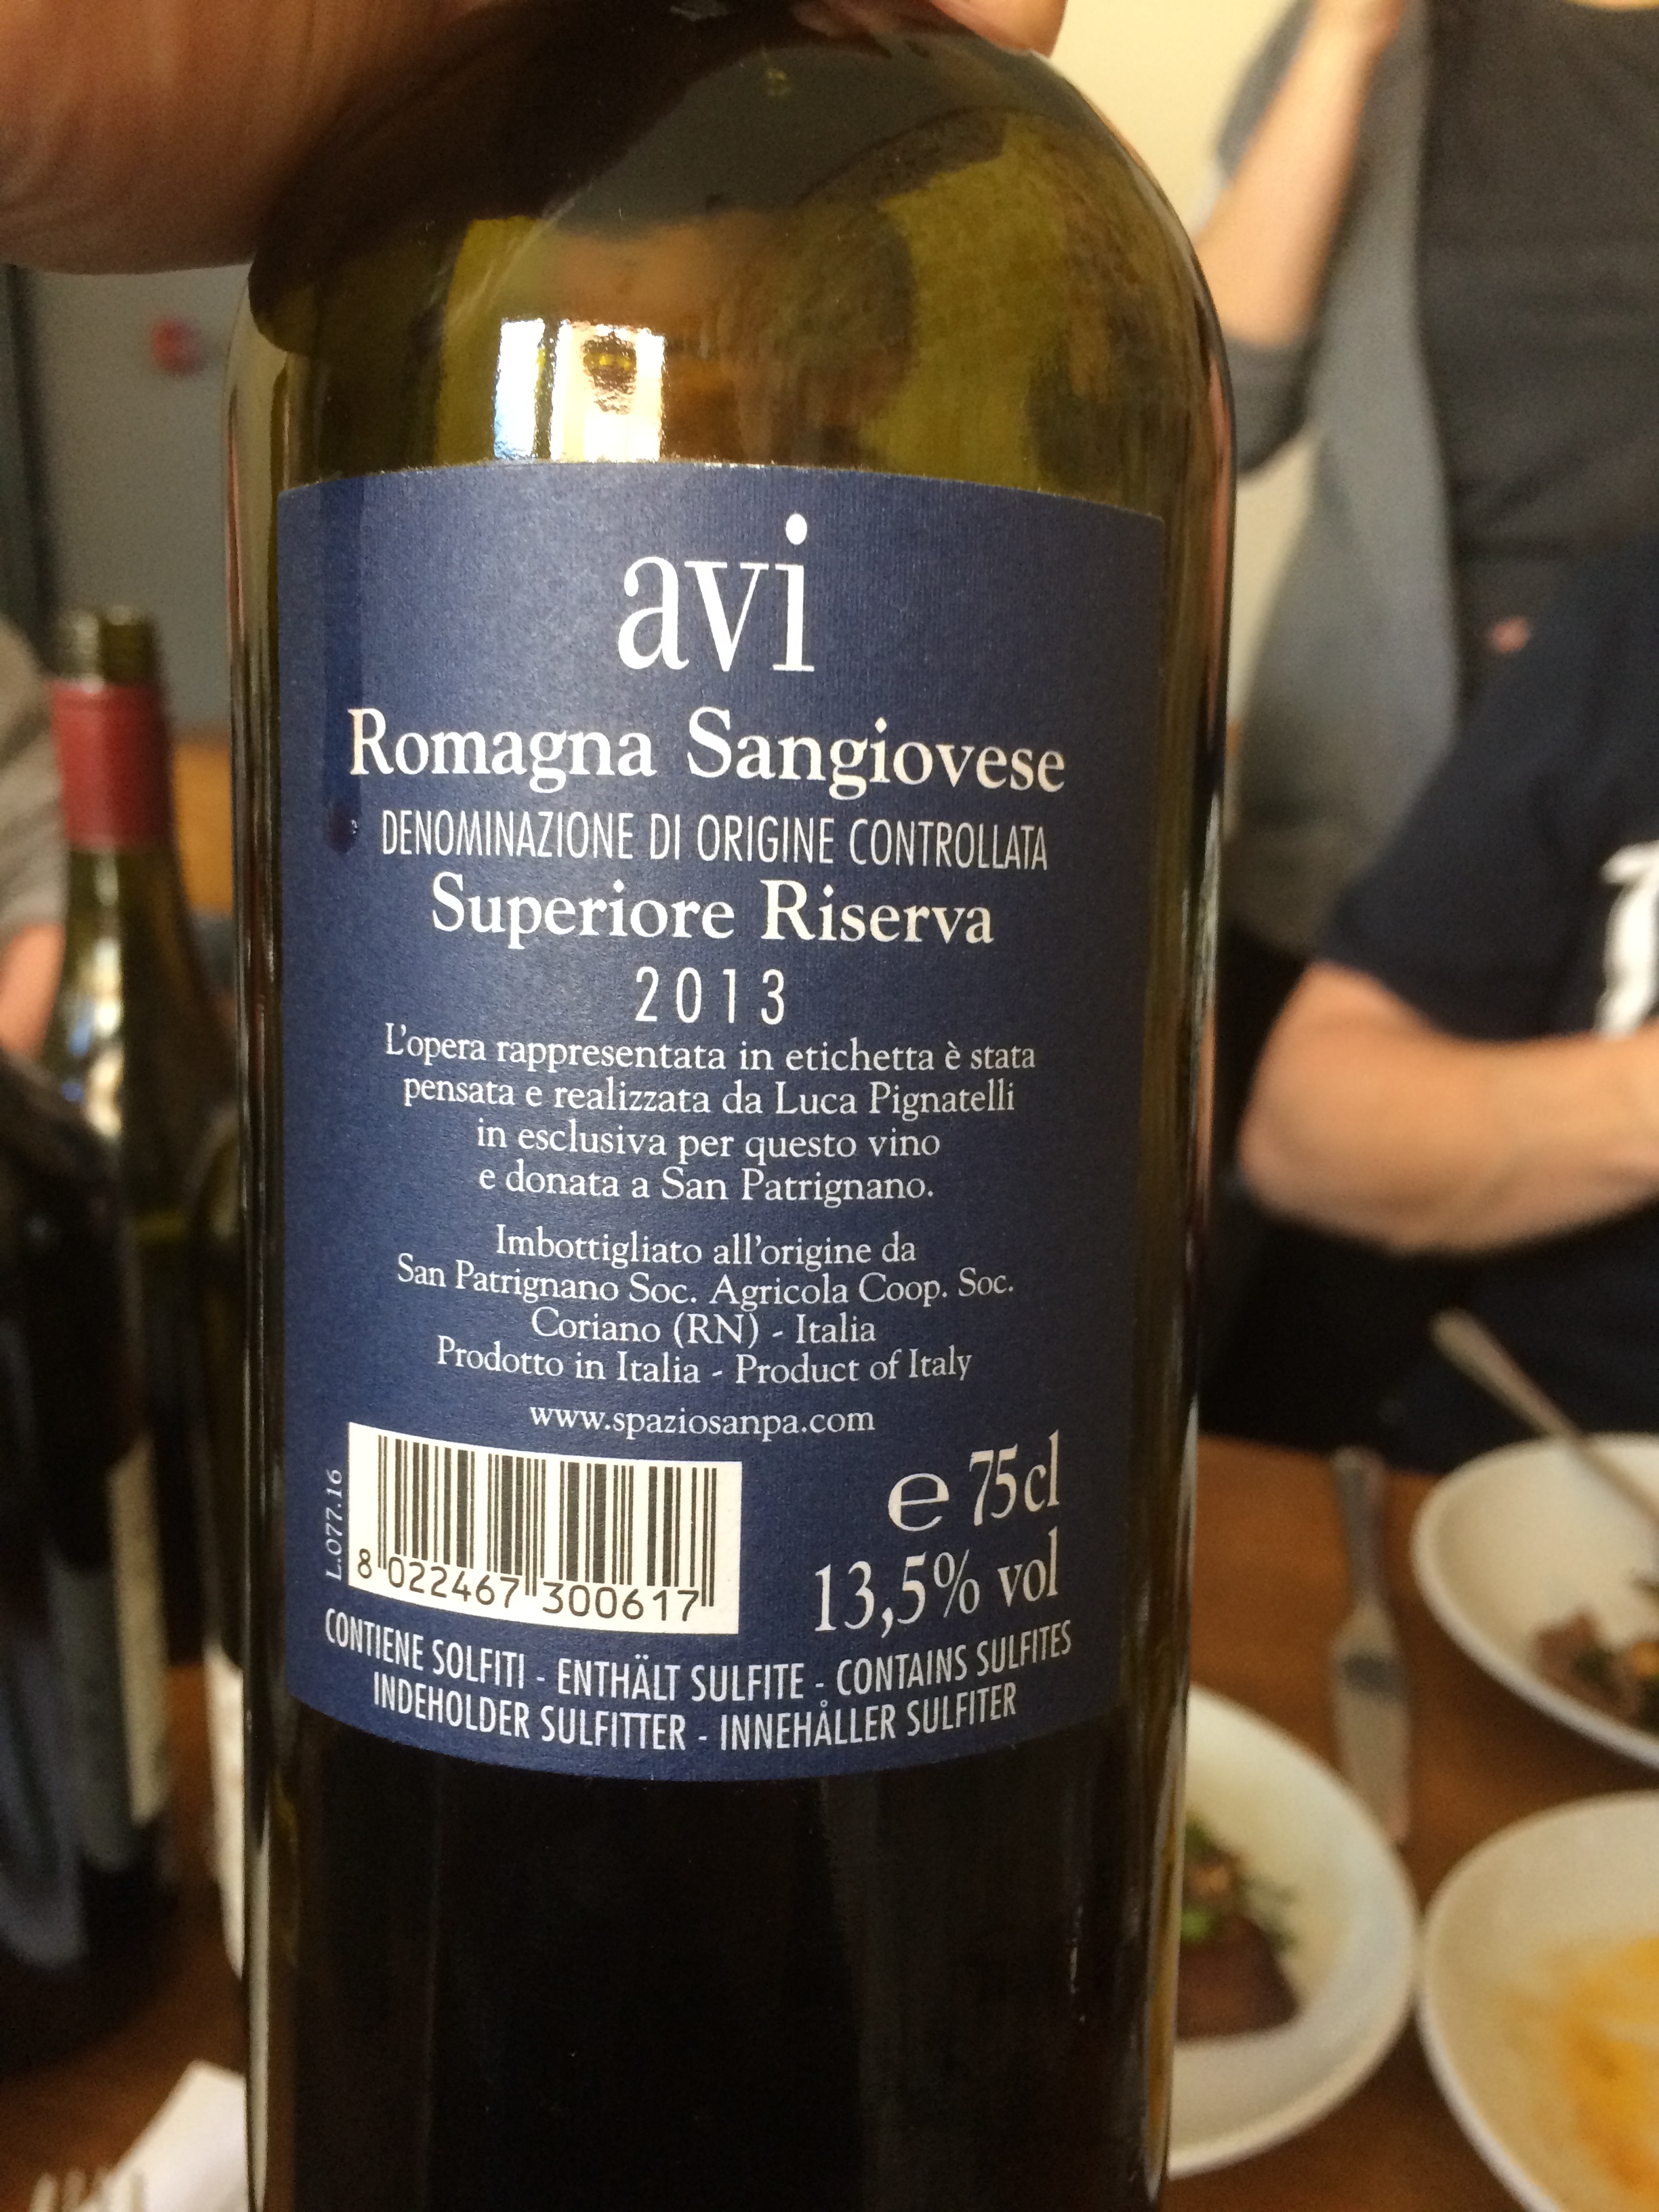 avi
Romagna Sangiovese
DENOMINAZIONE DI ORIGINE CONTROLLATA
Superiore Riserva
2013
L'opera rappresentata in etichetta è stata
pensata e realizzata da Luca Pignatelli
in esclusiva per questo vino
e donata a San Patrignano.
Imbottigliato all'origine da
San Patrignano Soc. Agricola Coop. Soc.
Coriano (RN) - Italia
Prodotto in Italia - Product of Italy
www.spaziosanpa.com
L.077.16
8 022467 300617
e 75cl
13,5% vol
CONTIENE SOLFITI - ENTHÄLT SULFITE - CONTAINS SULFITES
INDEHOLDER SULFITTER - INNEHÅLLER SULFITER